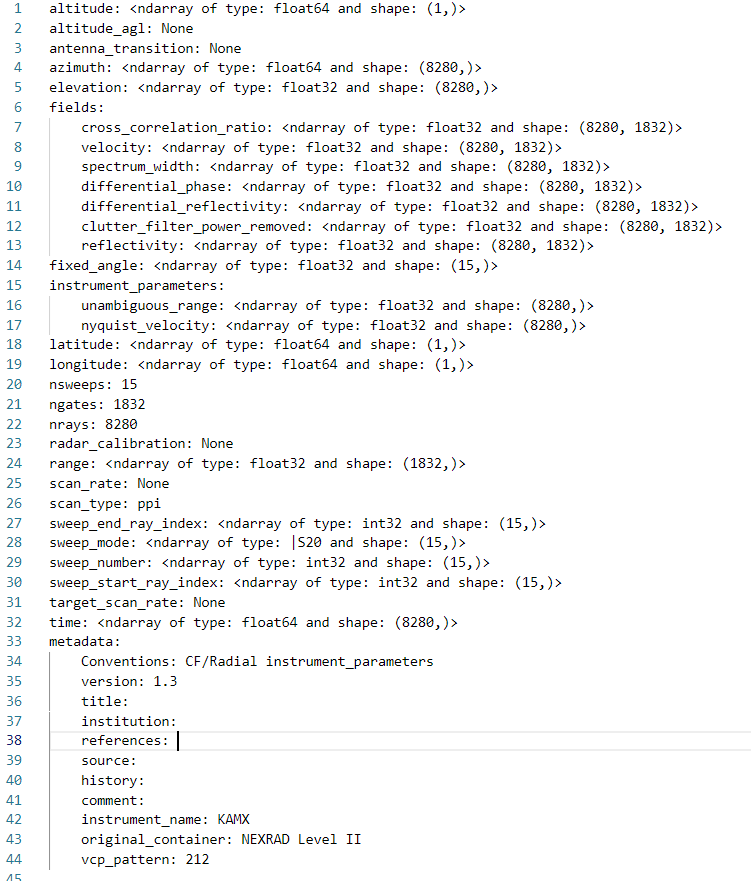 1 altitude: <ndarray of type: float64 and shape: (1,)>
2 altitude_agl: None
3 antenna_transition: None
4 azimuth: <ndarray of type: float64 and shape: (8280,)>
5 elevation: <ndarray of type: float32 and shape: (8280,)>
6 fields:
7 cross_correlation_ratio: <ndarray of type: float32 and shape: (8280, 1832)>
8 velocity: <ndarray of type: float32 and shape: (8280, 1832)>
9 spectrum_width: <ndarray of type: float32 and shape: (8280, 1832)>
10 differential_phase: <ndarray of type: float32 and shape: (8280, 1832)>
11 differential_reflectivity: <ndarray of type: float32 and shape: (8280, 1832)>
12 clutter_filter_power_removed: <ndarray of type: float32 and shape: (8280, 1832)>
13 reflectivity: <ndarray of type: float32 and shape: (8280, 1832)>
14 fixed_angle: <ndarray of type: float32 and shape: (15,)>
15 instrument_parameters:
16 unambiguous_range: <ndarray of type: float32 and shape: (8280,)>
17 nyquist_velocity: <ndarray of type: float32 and shape: (8280,)>
18 latitude: <ndarray of type: float64 and shape: (1,)>
19 longitude: <ndarray of type: float64 and shape: (1,)>
20 nsweeps: 15
21 ngates: 1832
22 nrays: 8280
23 radar_calibration: None
24 range: <ndarray of type: float32 and shape: (1832,)>
25 scan_rate: None
26 scan_type: ppi
27 sweep_end_ray_index: <ndarray of type: int32 and shape: (15,)>
28 sweep_mode: <ndarray of type: |S20 and shape: (15,)>
29 sweep_number: <ndarray of type: int32 and shape: (15,)>
30 sweep_start_ray_index: <ndarray of type: int32 and shape: (15,)>
31 target_scan_rate: None
32 time: <ndarray of type: float64 and shape: (8280,)>
33 metadata:
34 Conventions: CF/Radial instrument_parameters
35 version: 1.3
36 title:
37 institution:
38 references:
39 source:
40 history:
41 comment:
42 instrument_name: KAMX
43 original_container: NEXRAD Level II
44 vcp_pattern: 212
45